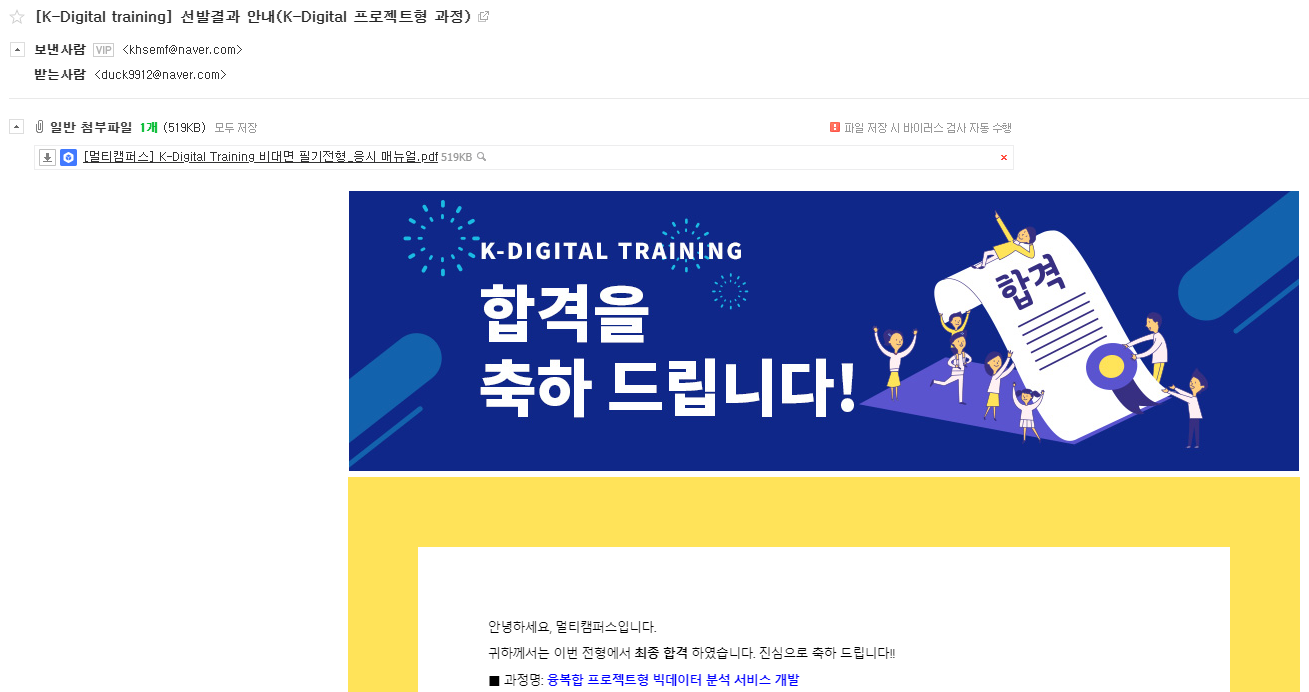 [K-Digital training] 선발결과 안내(K-Digital 프로젝트형 과정)
보낸사람 VIP <khsemf@naver.com>
받는사람 <duck9912@naver.com>
일반 첨부파일 1개 (519KB) 모두 저장
파일 저장 시 바이러스 검사 자동 수행
[멀티캠퍼스] K-Digital Training 비대면 필기전형_응시 매뉴얼.pdf 519KB
K-DIGITAL TRAINING
합격을
축하 드립니다!
합격
안녕하세요, 멀티캠퍼스입니다.
귀하께서는 이번 전형에서 최종 합격 하였습니다. 진심으로 축하 드립니다!!
■ 과정명: 융복합 프로젝트형 빅데이터 분석 서비스 개발